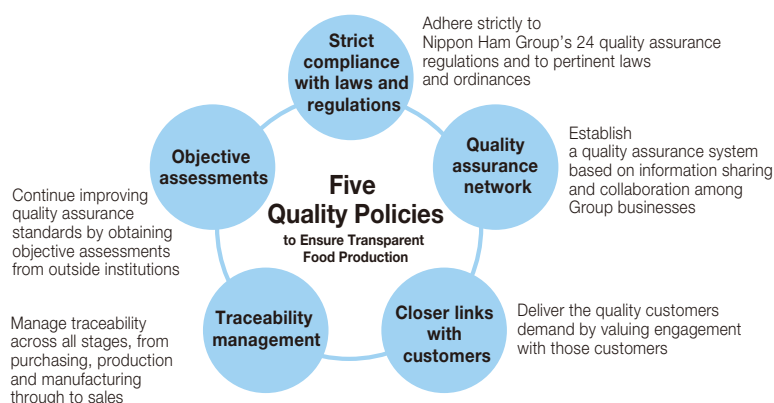 Strict
compliance
with laws and
regulations
Adhere strictly to
Nippon Ham Group's 24 quality assurance
regulations and to pertinent laws
and ordinances
Quality
assurance
network
Establish
a quality assurance system
based on information sharing
and collaboration among
Group businesses
Objective
assessments
Continue improving
quality assurance
standards by obtaining
objective assessments
from outside institutions
Five
Quality Policies
to Ensure Transparent
Food Production
Traceability
management
Manage traceability
across all stages, from
purchasing, production
and manufacturing
through to sales
Closer links
with
customers
Deliver the quality customers
demand by valuing engagement
with those customers